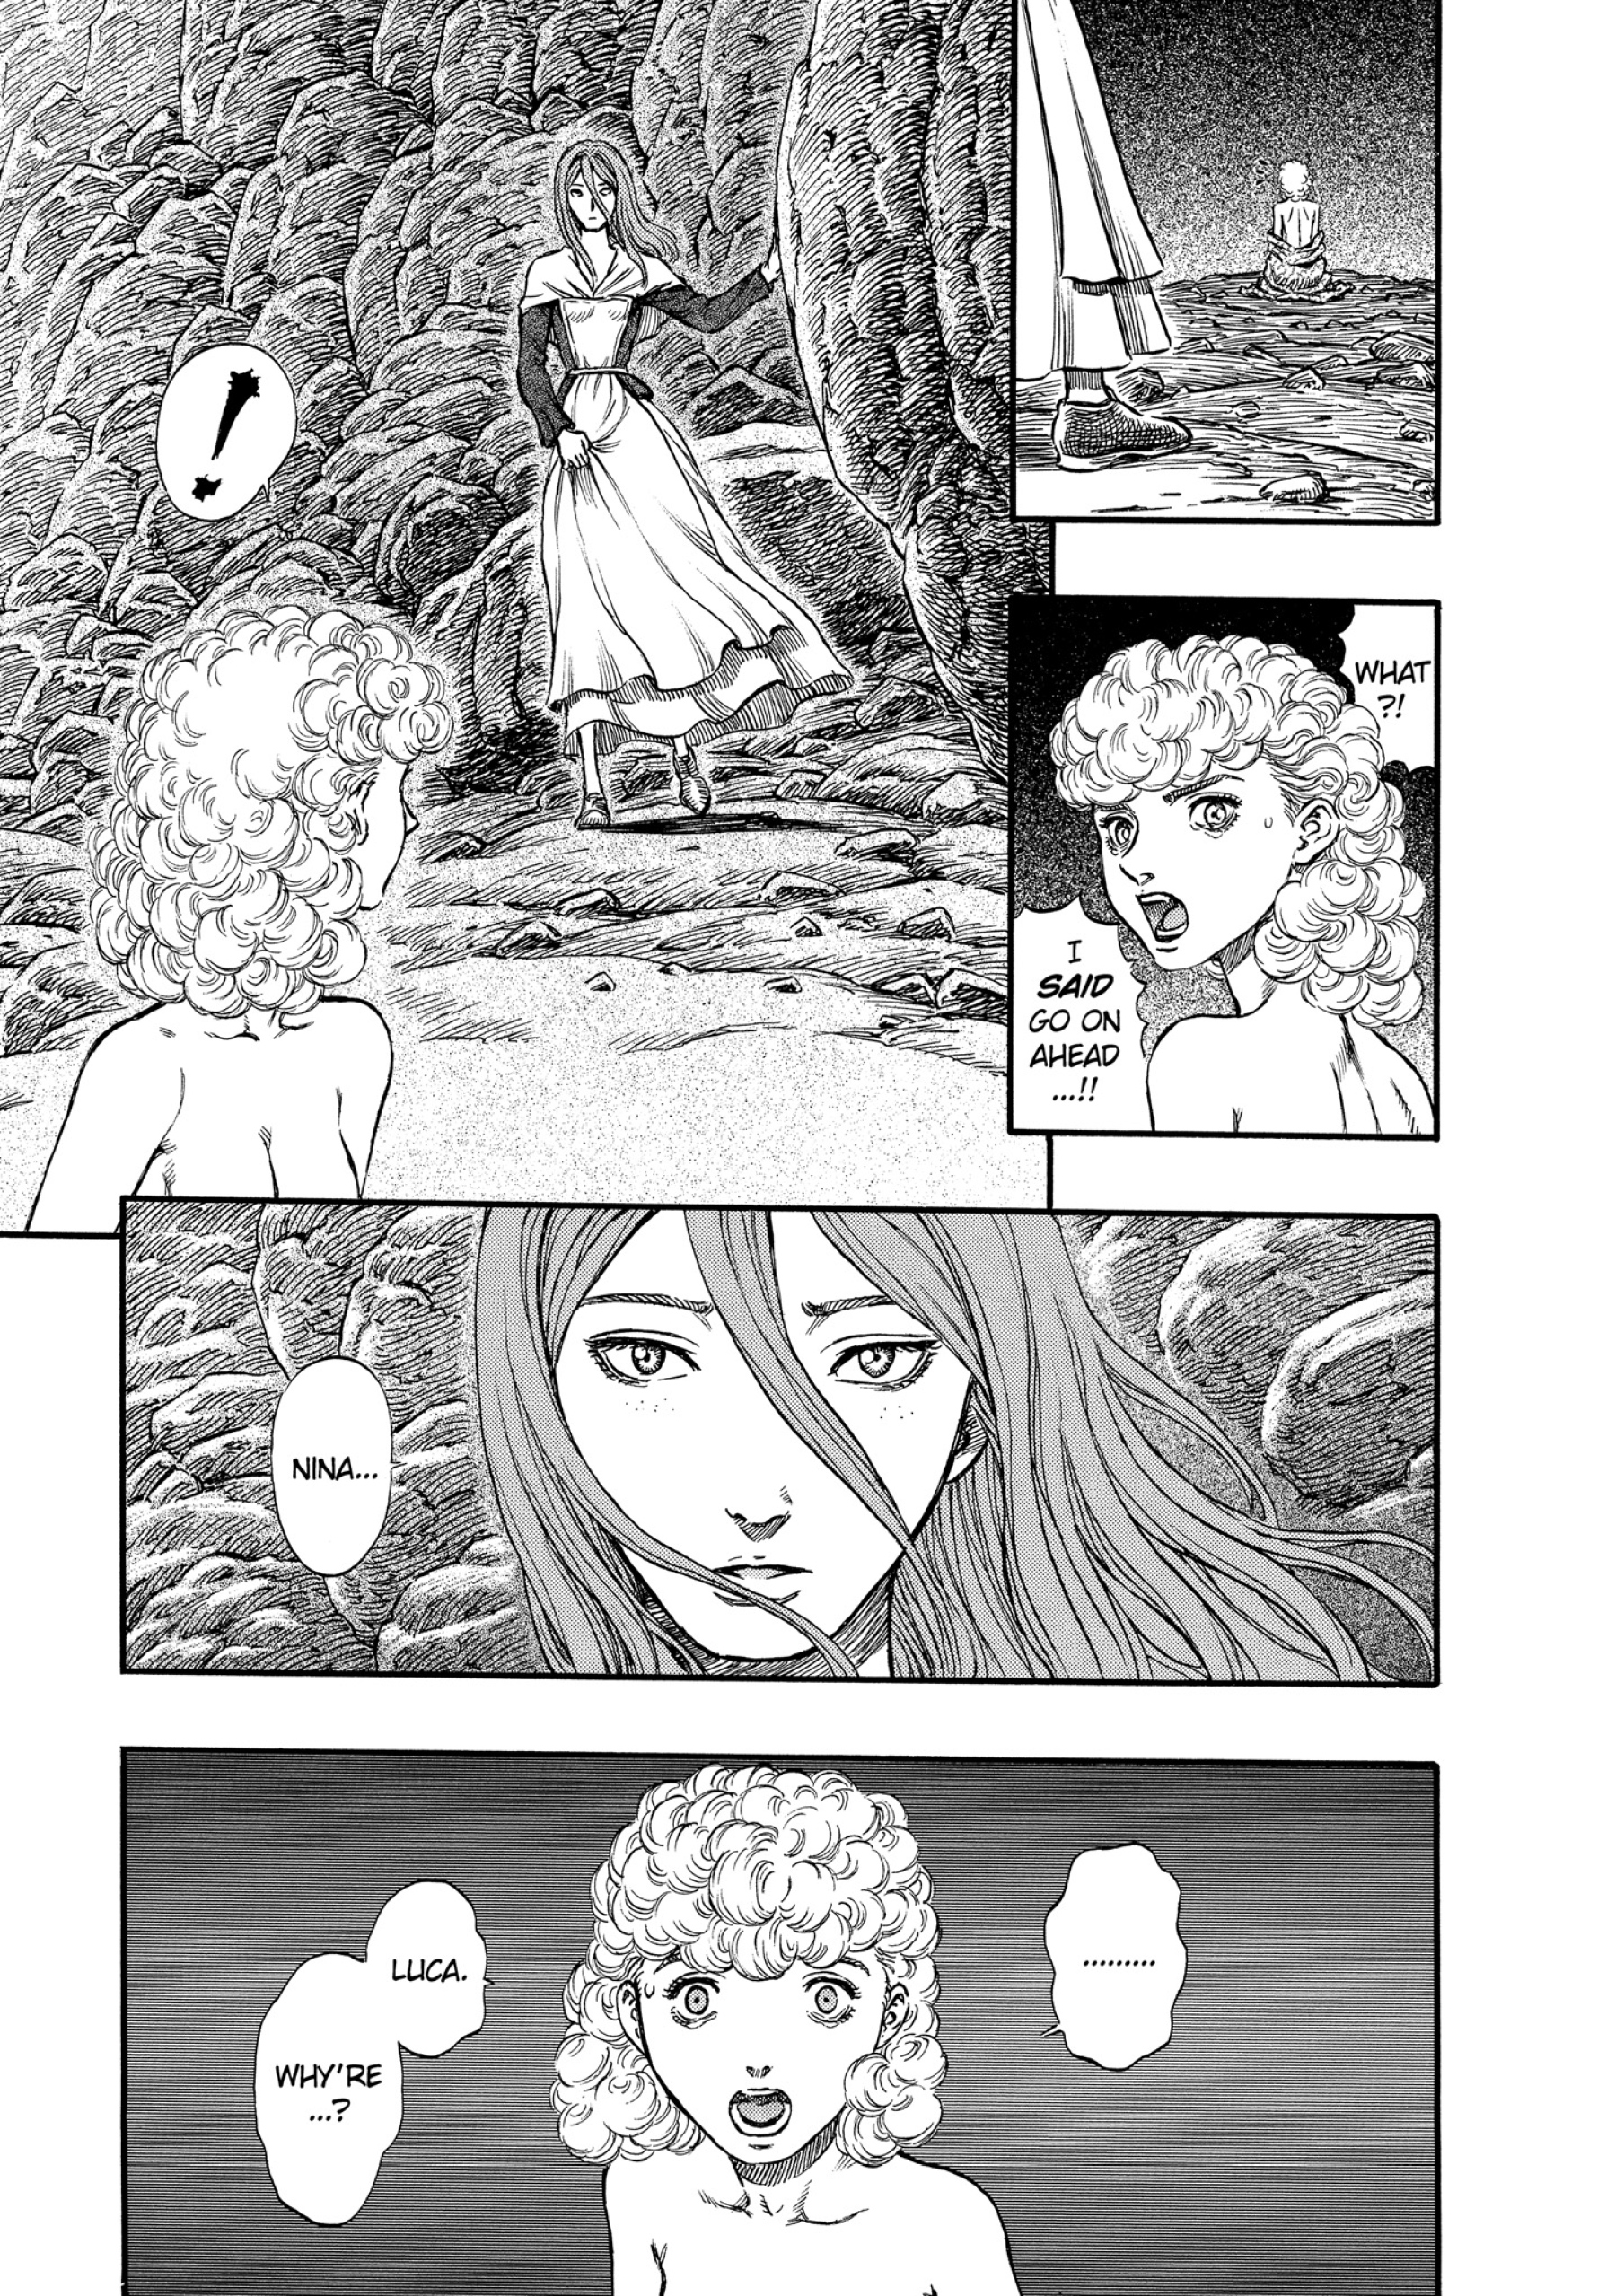 WHAT
?!
I
SAID
GO ON
AHEAD
...!!
!
NINA...
.........
LUCA.
WHY'RE
...?